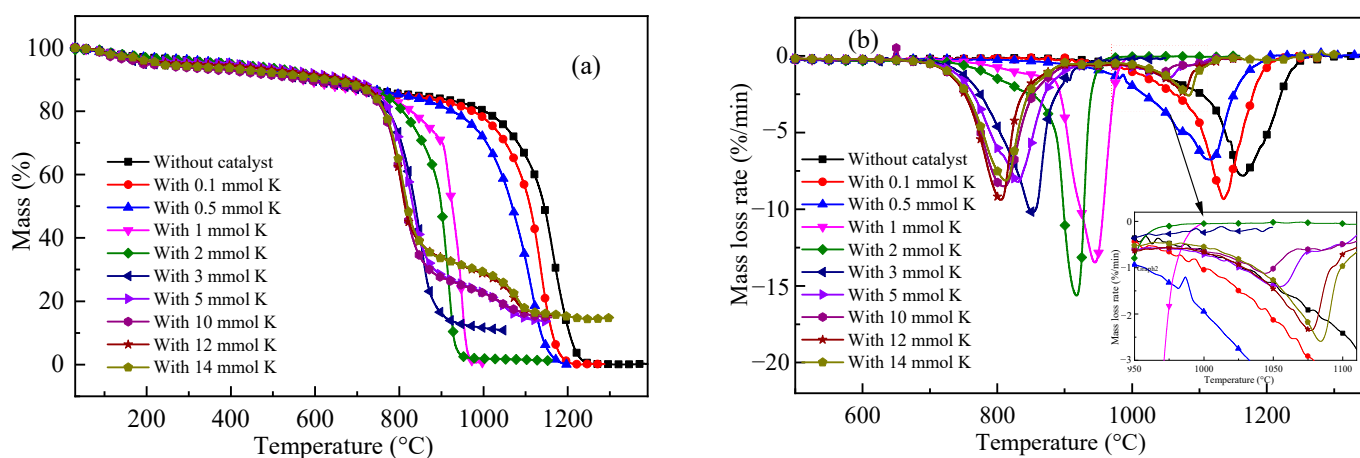 (a)
100
80
60
40
20
0
Mass (%)
Without catalyst
With 0.1 mmol K
With 0.5 mmol K
With 1 mmol K
With 2 mmol K
With 3 mmol K
With 5 mmol K
With 10 mmol K
With 12 mmol K
With 14 mmol K
200 400 600 800 1000 1200
Temperature (°C)
(b)
0
−5
−10
−15
−20
Mass loss rate (%/min)
Without catalyst
With 0.1 mmol K
With 0.5 mmol K
With 1 mmol K
With 2 mmol K
With 3 mmol K
With 5 mmol K
With 10 mmol K
With 12 mmol K
With 14 mmol K
600 800 1000 1200
Temperature (°C)
0
-1
-2
-3
Mass loss rate (%/min)
Graph2
950 1000 1050 1100
Temperature (°C)